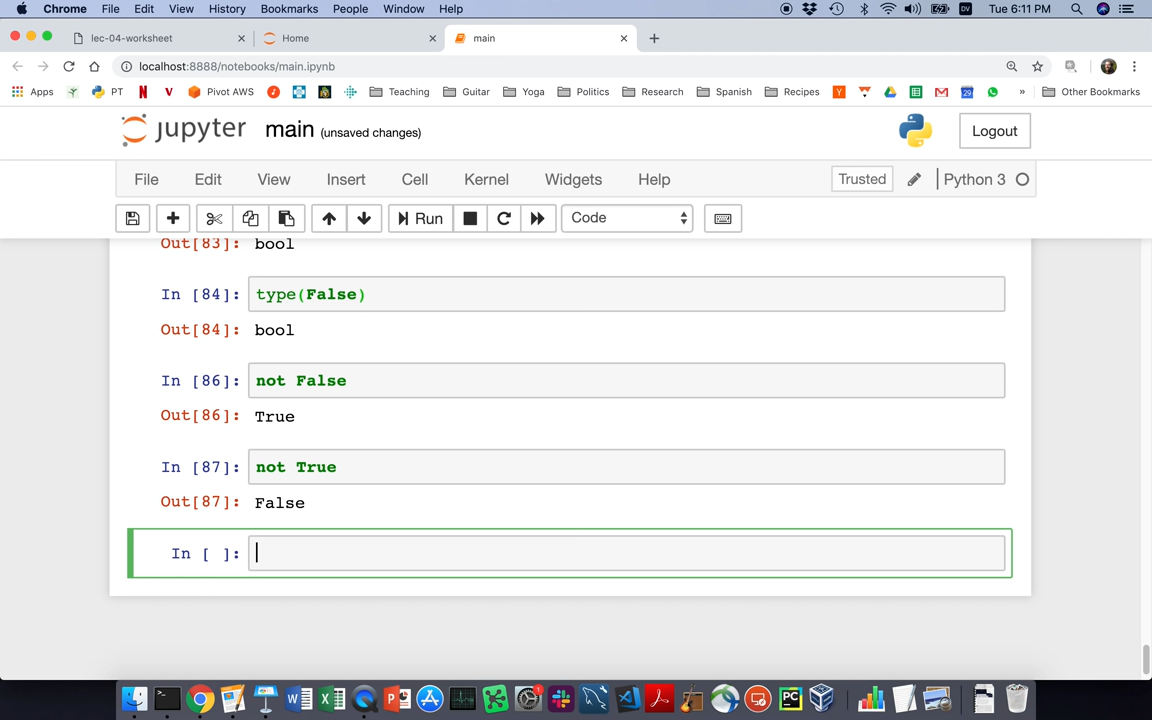 Chrome File Edit View History Bookmarks People Window Help DV Tue 6:11 PM
lec-04-worksheet Home main
localhost:8888/notebooks/main.ipynb
Apps PT N V Pivot AWS Teaching Guitar Yoga Politics Research Spanish Recipes Y » Other Bookmarks
jupyter main (unsaved changes) Logout
File Edit View Insert Cell Kernel Widgets Help Trusted Python 3
Run Code
Out[83]: bool
In [84]: type(False)
Out[84]: bool
In [86]: not False
Out[86]: True
In [87]: not True
Out[87]: False
In [ ]: